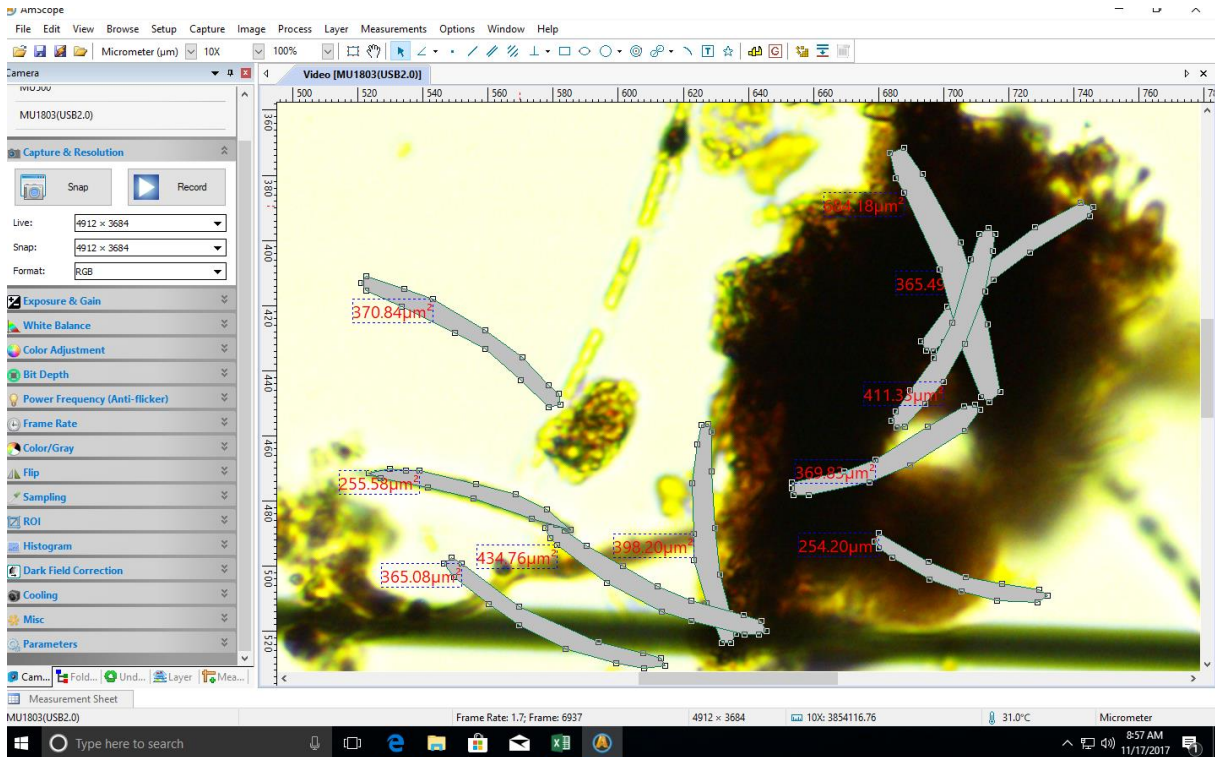 AmScope
File Edit View Browse Setup Capture Image Process Layer Measurements Options Window Help
Micrometer (µm) 10X 100%
Camera
Video [MU1803(USB2.0)]
500 520 540 560 580 600 620 640 660 680 700 720 740 760
MU500
MU1803(USB2.0)
Capture & Resolution
Snap Record
Live: 4912 × 3684
Snap: 4912 × 3684
Format: RGB
Exposure & Gain
White Balance
Color Adjustment
Bit Depth
Power Frequency (Anti-flicker)
Frame Rate
Color/Gray
Flip
Sampling
ROI
Histogram
Dark Field Correction
Cooling
Misc
Parameters
Cam... Fold... Und... Layer Mea...
360
380
400
420
440
460
480
500
520
365.49
370.84µm²
411.33µm²
369.83µm²
255.58µm²
398.20µm²
254.20µm²
434.76µm²
365.08µm²
Measurement Sheet
MU1803(USB2.0) Frame Rate: 1.7; Frame: 6937 4912 × 3684 10X: 3854116.76 31.0°C Micrometer
Type here to search
8:57 AM
11/17/2017